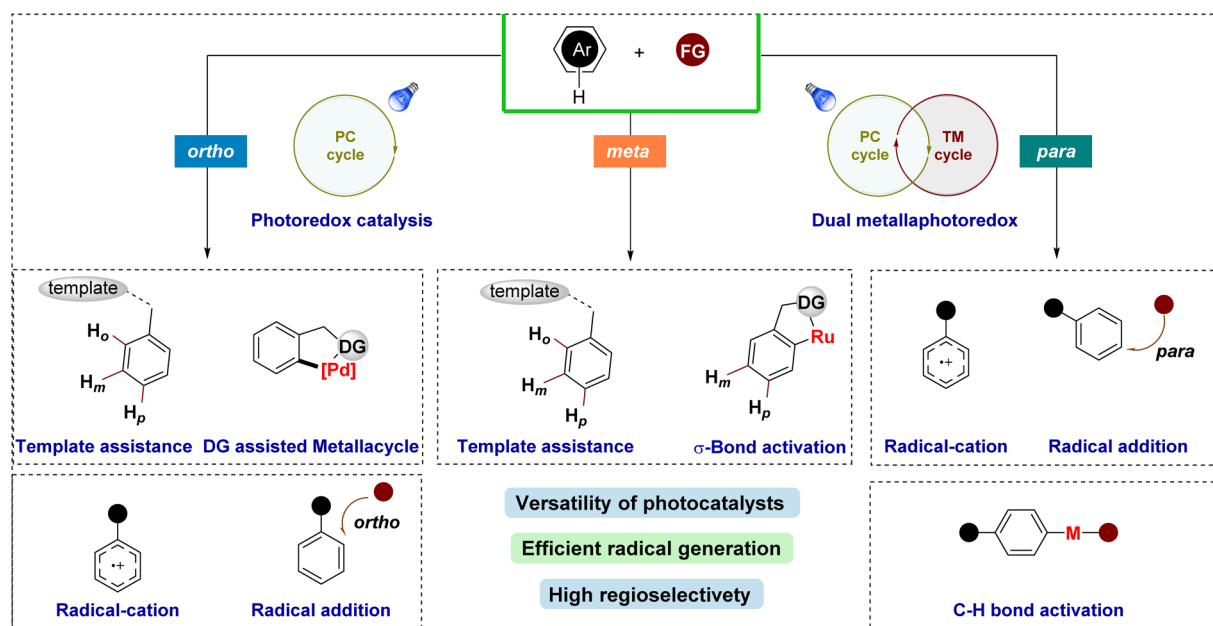 Ar
+
FG
H
PC
cycle
PC
cycle
TM
cycle
ortho
meta
para
Photoredox catalysis
Dual metallaphotoredox
template
Ho
Hm
Hp
DG
[Pd]
Template assistance
DG assisted Metallacycle
template
Ho
Hm
Hp
DG
Ru
Hm
Hp
Template assistance
σ-Bond activation
•+
para
Radical-cation
Radical addition
•+
ortho
Radical-cation
Radical addition
Versatility of photocatalysts
Efficient radical generation
High regioselectivety
M
C-H bond activation